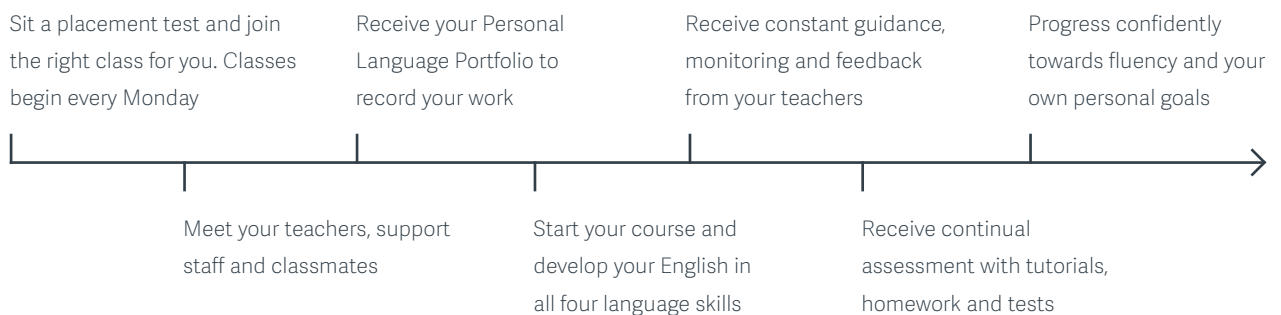 Sit a placement test and join
the right class for you. Classes
begin every Monday
Meet your teachers, support
staff and classmates
Receive your Personal
Language Portfolio to
record your work
Start your course and
develop your English in
all four language skills
Receive constant guidance,
monitoring and feedback
from your teachers
Receive continual
assessment with tutorials,
homework and tests
Progress confidently
towards fluency and your
own personal goals